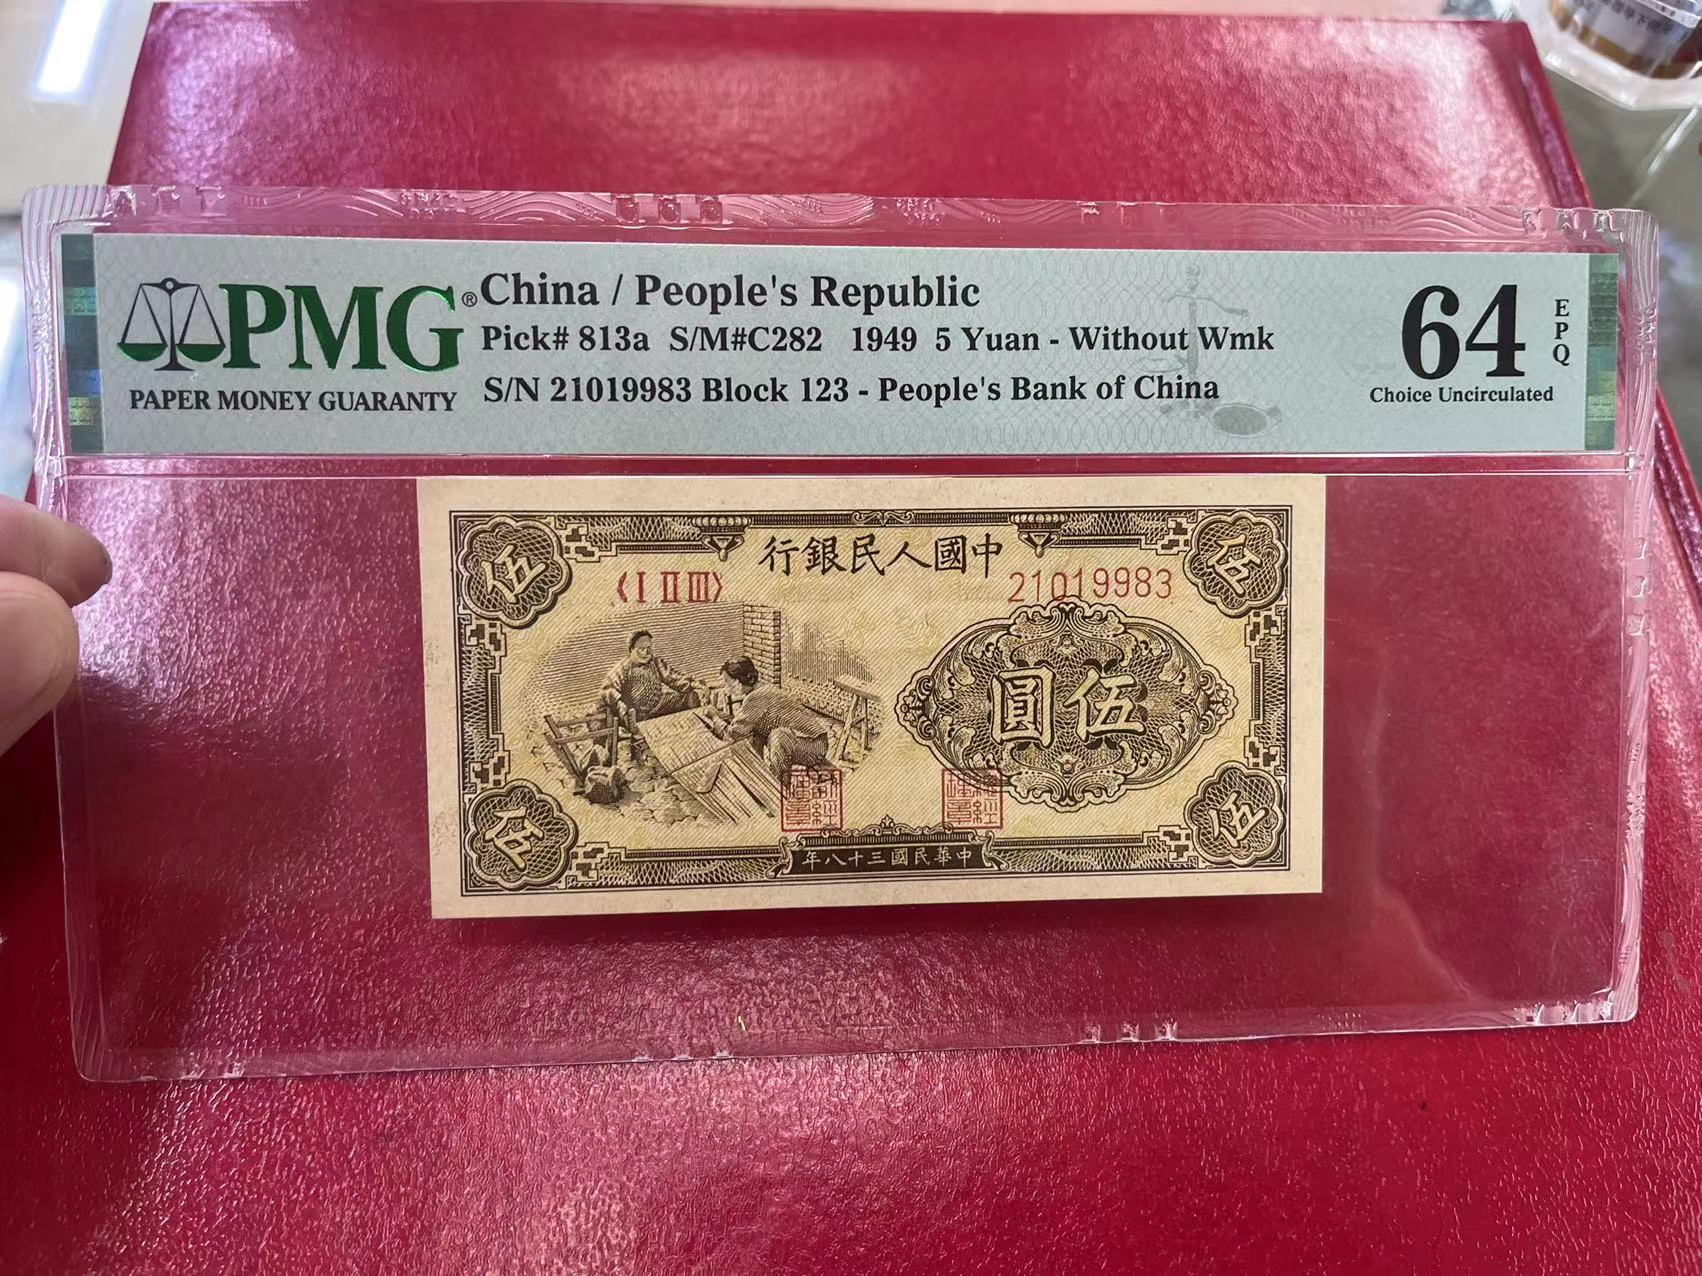 PMG®
PAPER MONEY GUARANTY
China / People's Republic
Pick# 813a S/M#C282 1949 5 Yuan - Without Wmk
S/N 21019983 Block 123 - People's Bank of China
64
EPQ
Choice Uncirculated
行銀民人國中
〈Ⅰ Ⅱ Ⅲ〉
21019983
伍
伍
圓伍
伍
伍
年八十三國民華中